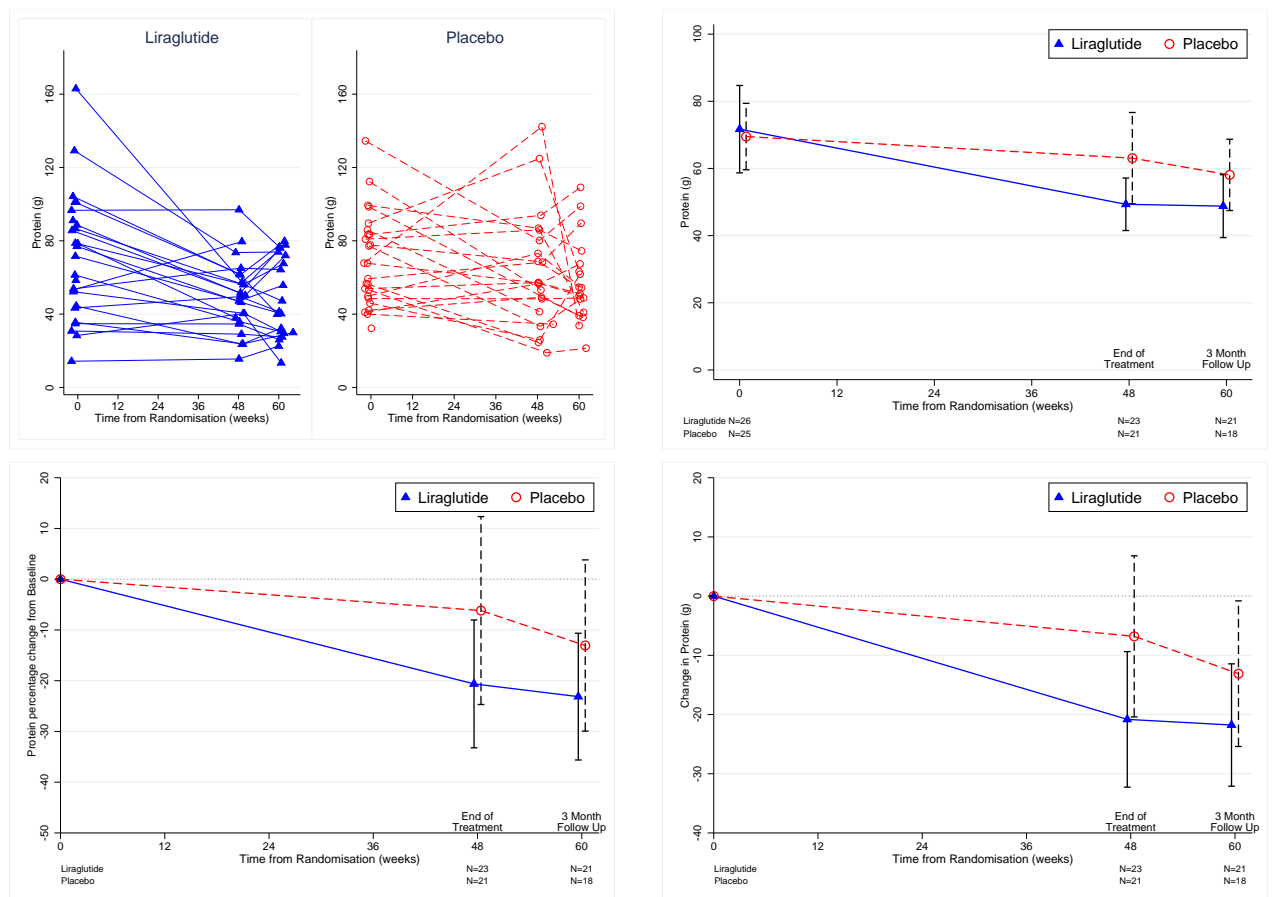 Liraglutide
Placebo
Protein (g)
0 40 80 120 160
0 12 24 36 48 60
Time from Randomisation (weeks)
Protein (g)
0 40 80 120 160
0 12 24 36 48 60
Time from Randomisation (weeks)
Liraglutide Placebo
Protein (g)
0 20 40 60 80 100
End of Treatment
3 Month Follow Up
0 12 24 36 48 60
Time from Randomisation (weeks)
Liraglutide N=26 N=23 N=21
Placebo N=25 N=21 N=18
Liraglutide Placebo
Protein percentage change from Baseline
-50 -40 -30 -20 -10 0 10 20
End of Treatment
3 Month Follow Up
0 12 24 36 48 60
Time from Randomisation (weeks)
Liraglutide N=23 N=21
Placebo N=21 N=18
Liraglutide Placebo
Change in Protein (g)
-40 -30 -20 -10 0 10 20
End of Treatment
3 Month Follow Up
0 12 24 36 48 60
Time from Randomisation (weeks)
Liraglutide N=23 N=21
Placebo N=21 N=18